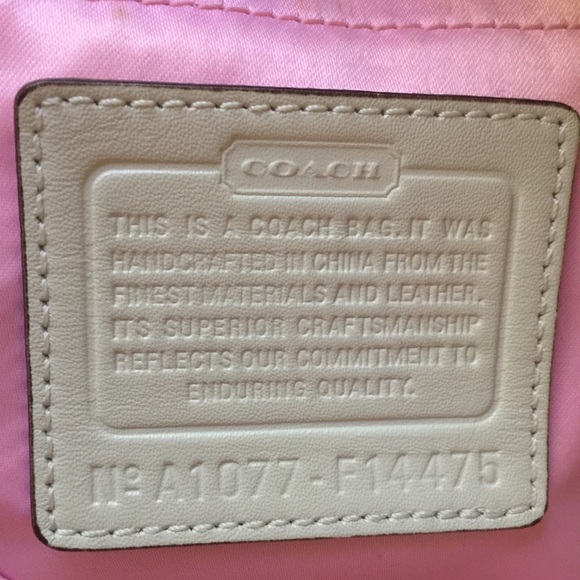 COACH
THIS IS A COACH BAG. IT WAS
HANDCRAFTED IN CHINA FROM THE
FINEST MATERIALS AND LEATHER.
ITS SUPERIOR CRAFTSMANSHIP
REFLECTS OUR COMMITMENT TO
ENDURING QUALITY.
Nº A1077-F14475